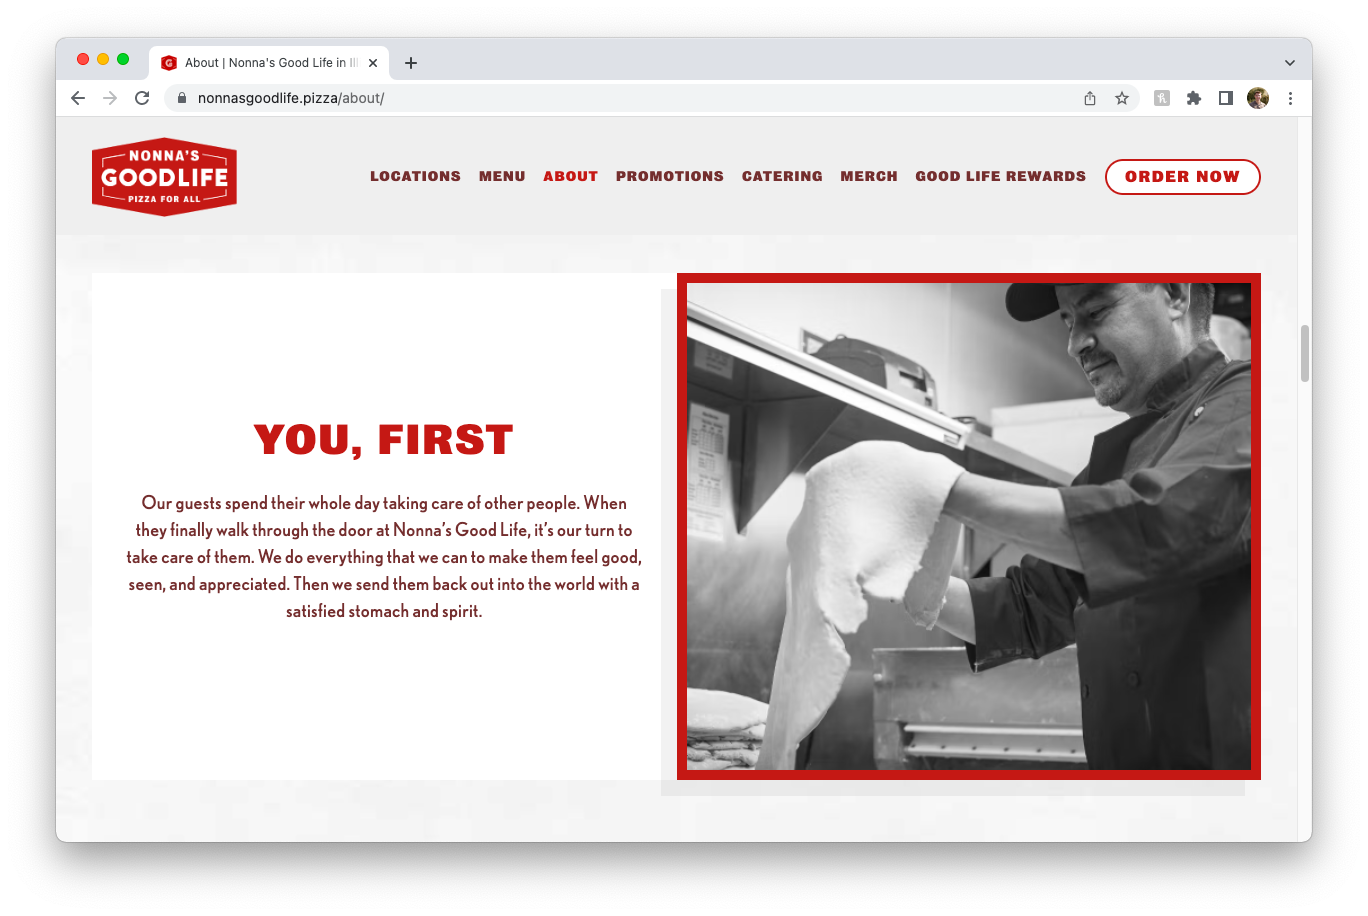 About | Nonna's Good Life in Ill
nonnasgoodlife.pizza/about/
NONNA'S
GOODLIFE
PIZZA FOR ALL
LOCATIONS MENU ABOUT PROMOTIONS CATERING MERCH GOOD LIFE REWARDS ORDER NOW
YOU, FIRST
Our guests spend their whole day taking care of other people. When
they finally walk through the door at Nonna's Good Life, it's our turn to
take care of them. We do everything that we can to make them feel good,
seen, and appreciated. Then we send them back out into the world with a
satisfied stomach and spirit.